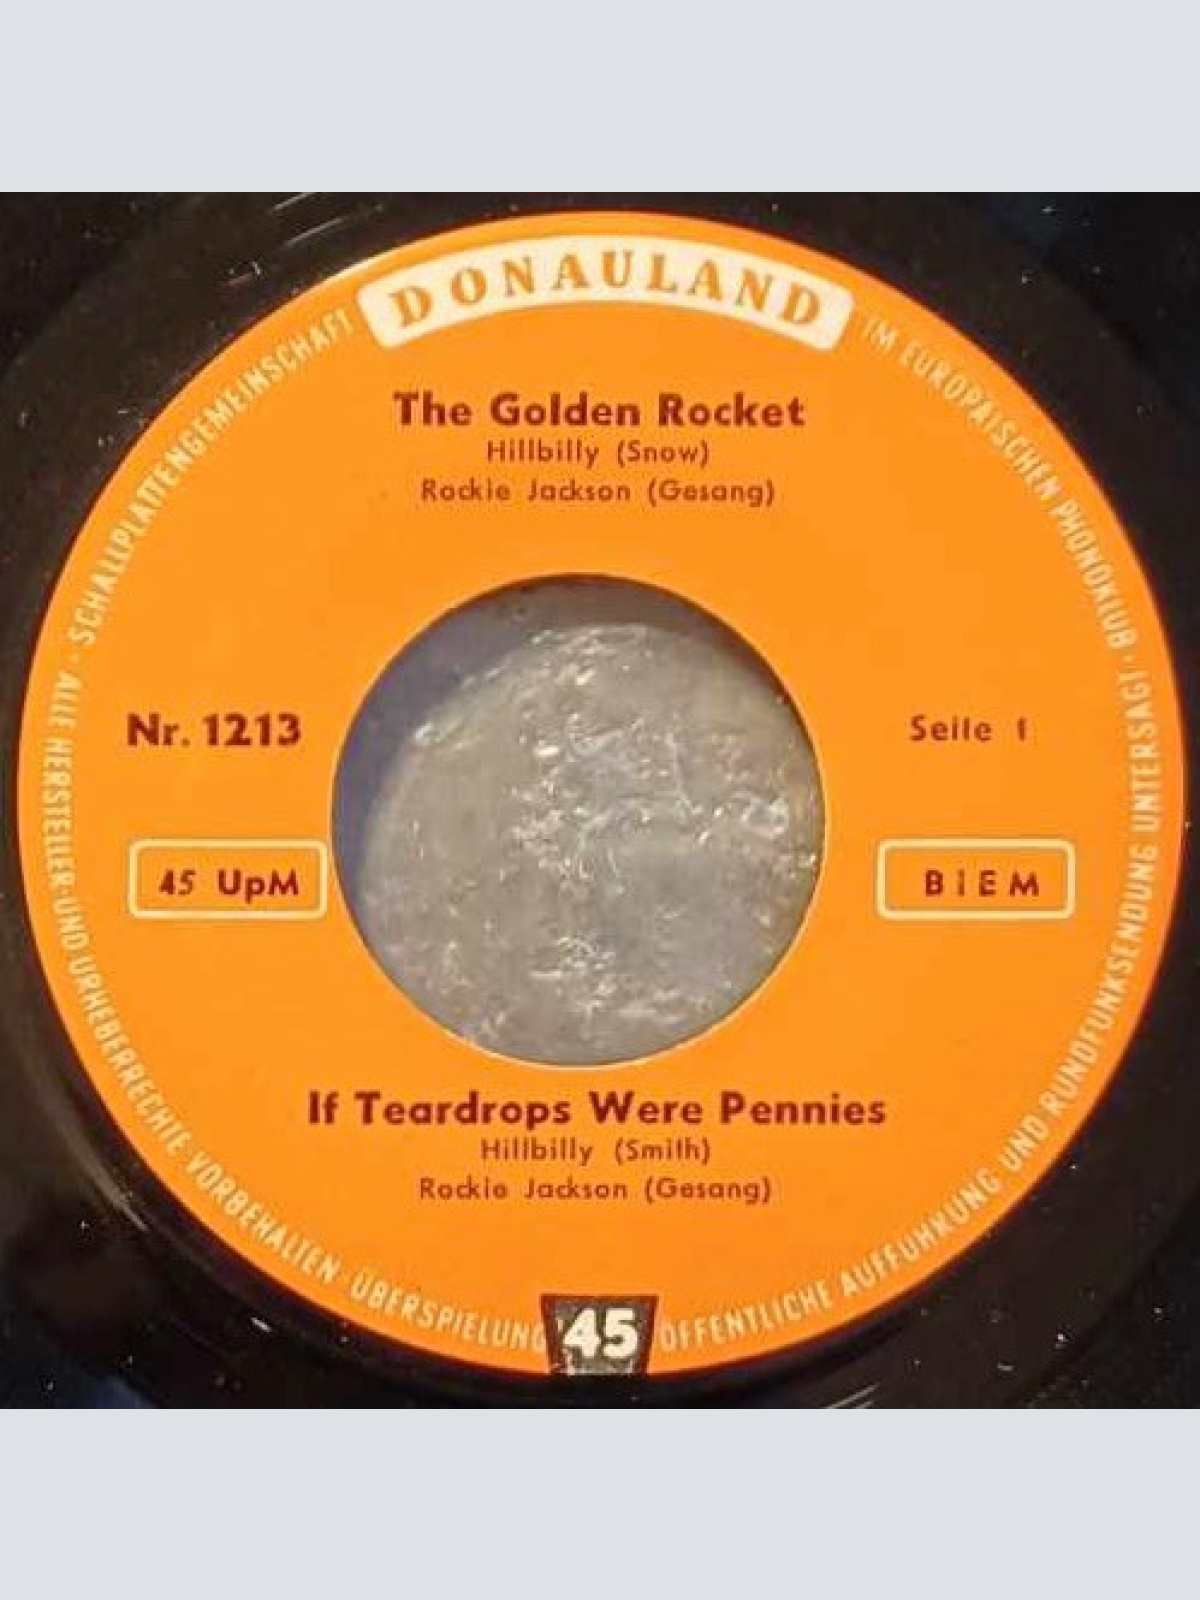 DONAULAND
The Golden Rocket
Hillbilly (Snow)
Rockie Jackson (Gesang)
Nr. 1213
Seite 1
45 UpM
BIEM
If Teardrops Were Pennies
Hillbilly (Smith)
Rockie Jackson (Gesang)
45
SCHALLPLATTENGEMEINSCHAFT
IM EUROPÄISCHEN PHONOKLUB · ALLE HERSTELLER- UND URHEBERRECHTE VORBEHALTEN · ÜBERSPIELUNG
ÖFFENTLICHE AUFFÜHRUNG UND RUNDFUNKSENDUNG UNTERSAGT ·